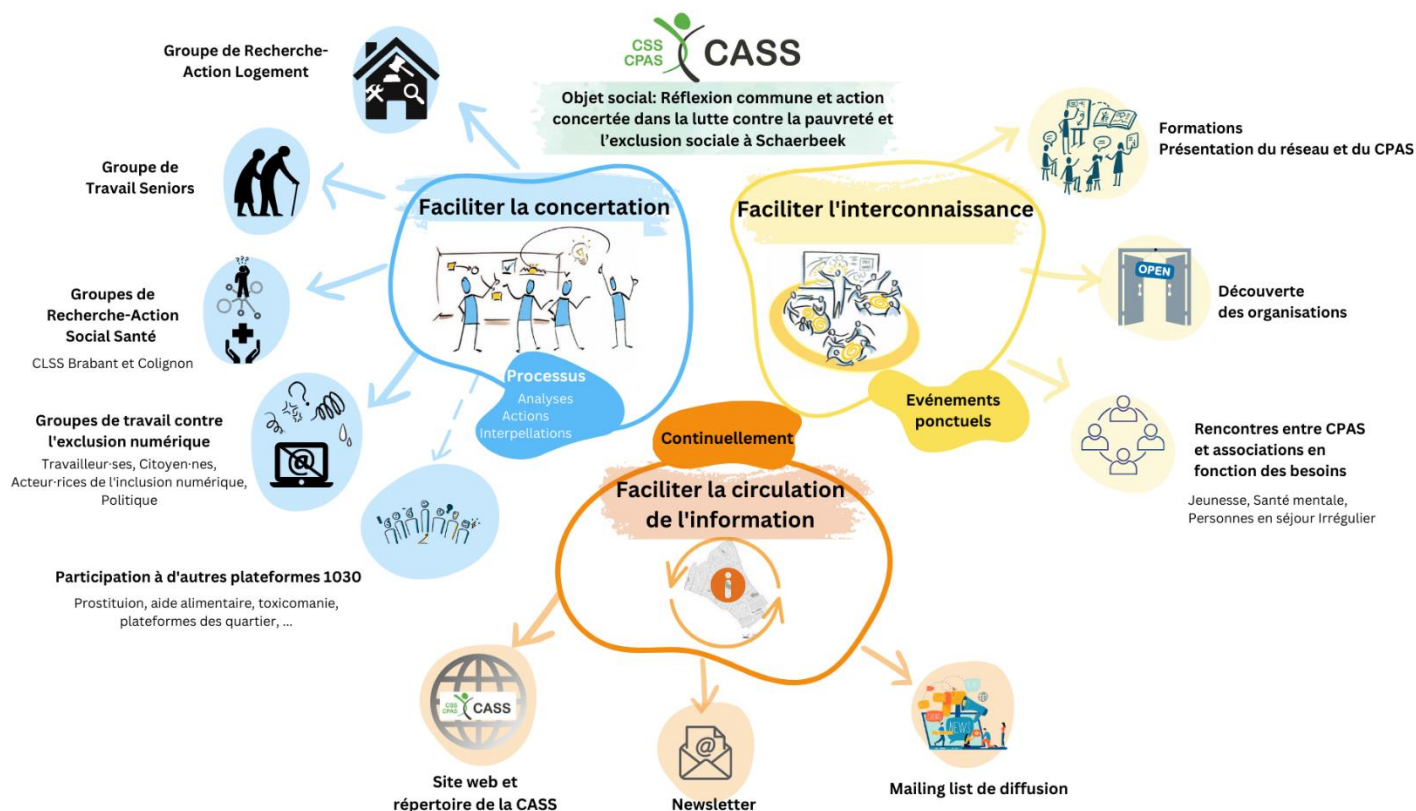 CSS
CPAS
CASS
Objet social: Réflexion commune et action
concertée dans la lutte contre la pauvreté et
l'exclusion sociale à Schaerbeek
Groupe de Recherche-
Action Logement
Groupe de
Travail Seniors
Groupes de
Recherche-Action
Social Santé
CLSS Brabant et Colignon
Groupes de travail contre
l'exclusion numérique
Travailleur·ses, Citoyen·nes,
Acteur·rices de l'inclusion numérique,
Politique
Participation à d'autres plateformes 1030
Prostituion, aide alimentaire, toxicomanie,
plateformes des quartier, ...
Faciliter la concertation
Processus
Analyses
Actions
Interpellations
???
@
Faciliter l'interconnaissance
Evénements
ponctuels
Formations
Présentation du réseau et du CPAS
OPEN
Découverte
des organisations
Rencontres entre CPAS
et associations en
fonction des besoins
Jeunesse, Santé mentale,
Personnes en séjour Irrégulier
Continuellement
Faciliter la circulation
de l'information
i
CSS
CPAS
CASS
Site web et
répertoire de la CASS
@
Newsletter
NEWS
Mailing list de diffusion